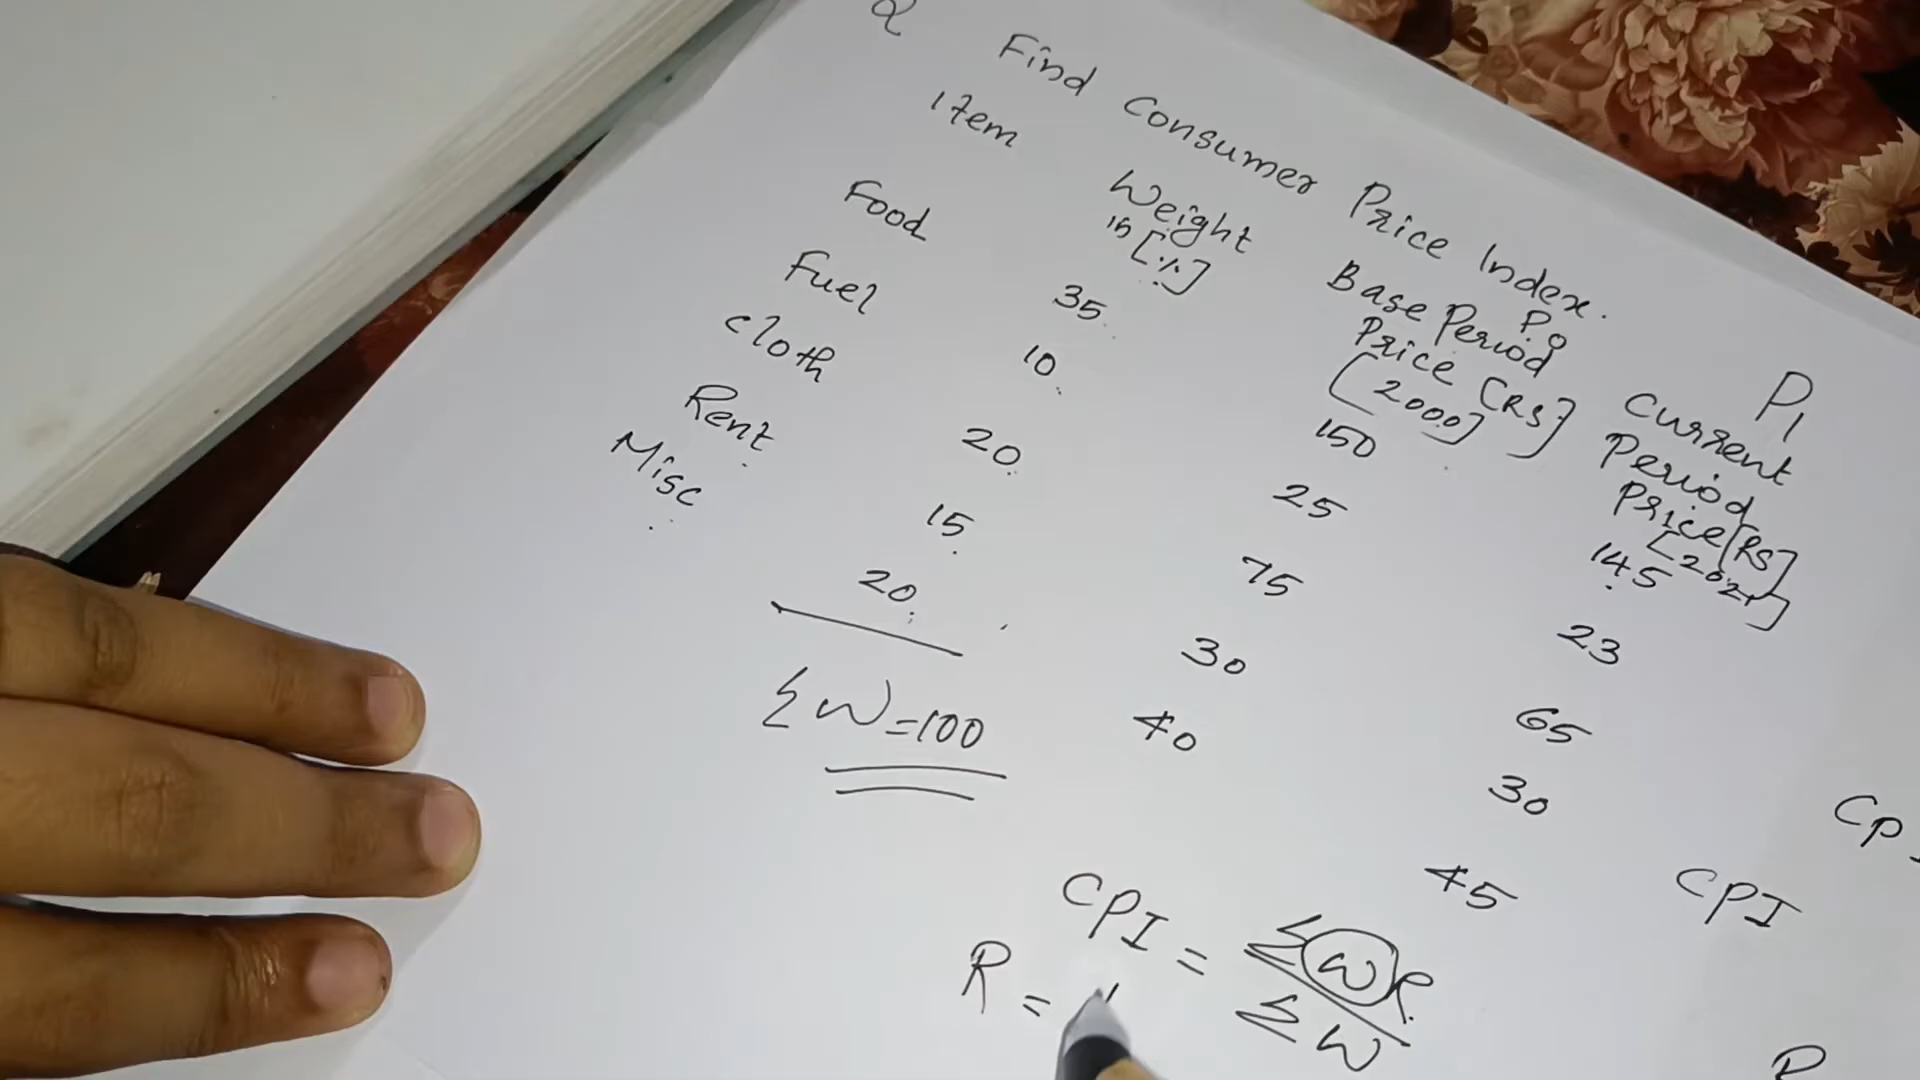 Q Find Consumer Price Index.
Item
Weight
in [%]
P0
Base Period
Price [RS]
[2000]
P1
Current
Period
Price [RS]
[2021]
Food 35 150 145
Fuel 10 25 23
Cloth 20 75 65
Rent 15 30 30
Misc 20 40 45
ΣW=100
CPI = ΣWR
ΣW
R =
CPI
CP